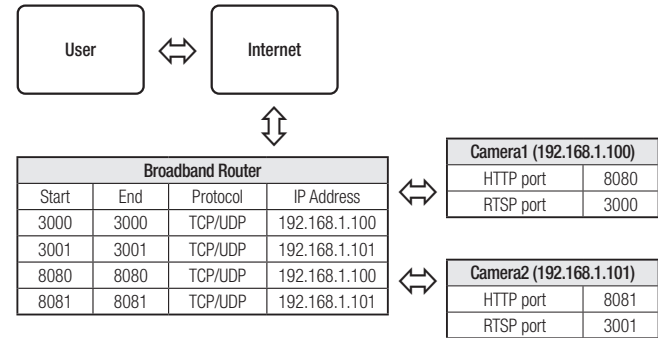 User
Internet
Broadband Router
Start End Protocol IP Address
3000 3000 TCP/UDP 192.168.1.100
3001 3001 TCP/UDP 192.168.1.101
8080 8080 TCP/UDP 192.168.1.100
8081 8081 TCP/UDP 192.168.1.101
Camera1 (192.168.1.100)
HTTP port 8080
RTSP port 3000
Camera2 (192.168.1.101)
HTTP port 8081
RTSP port 3001